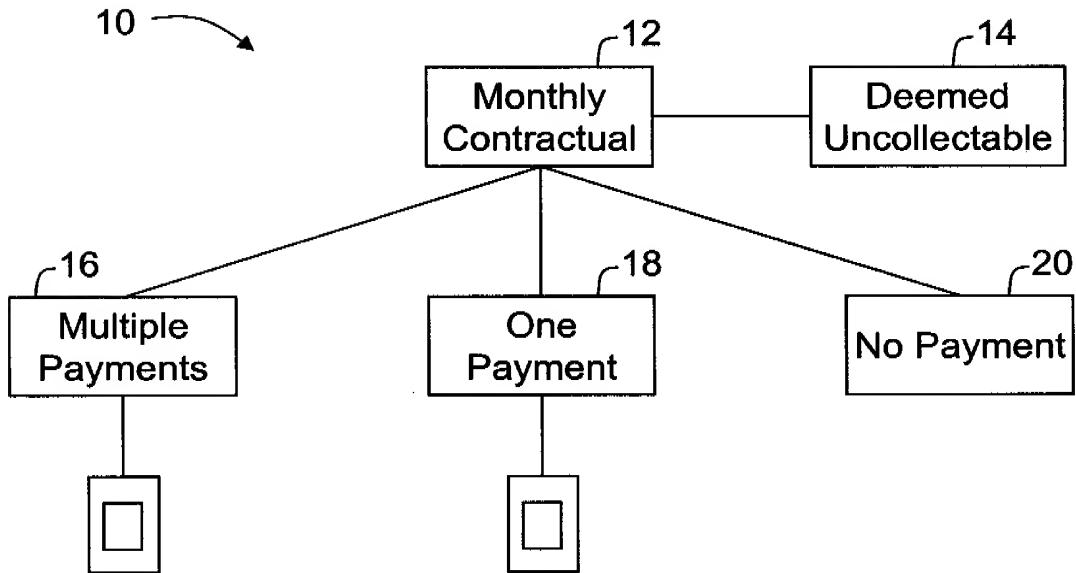 10
12
14
Monthly
Contractual
Deemed
Uncollectable
16
18
20
Multiple
Payments
One
Payment
No Payment